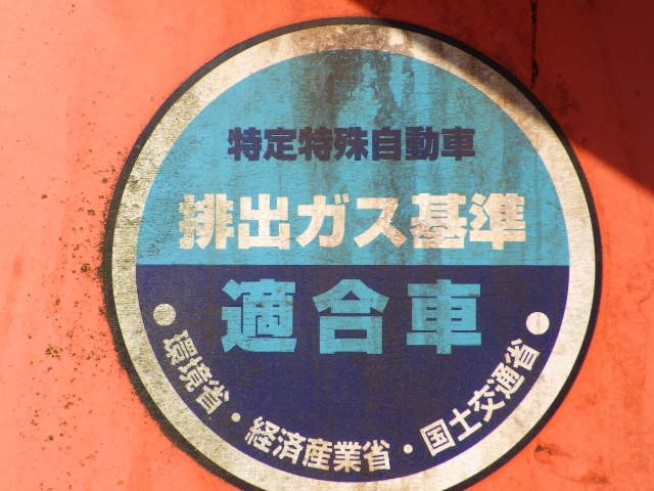 特定特殊自動車
排出ガス基準
適合車
●環境省・経済産業省・国土交通省●